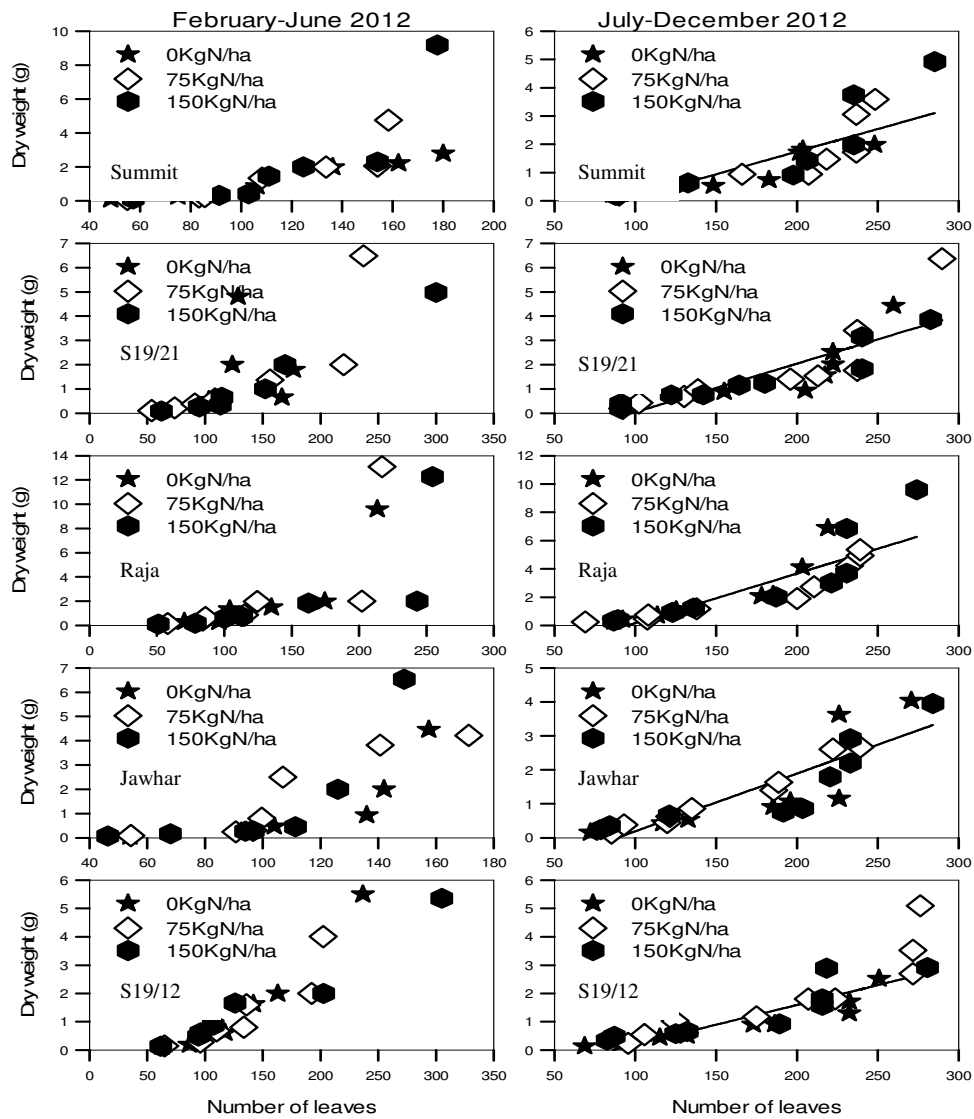 February-June 2012
July-December 2012
Dry weight (g)
10
8
6
4
2
0
0KgN/ha
75KgN/ha
150KgN/ha
Summit
40 60 80 100 120 140 160 180 200
6
5
4
3
2
1
0
0KgN/ha
75KgN/ha
150KgN/ha
Summit
50 100 150 200 250 300
Dry weight (g)
7
6
5
4
3
2
1
0
0KgN/ha
75KgN/ha
150KgN/ha
S19/21
0 50 100 150 200 250 300 350
7
6
5
4
3
2
1
0
0KgN/ha
75KgN/ha
150KgN/ha
S19/21
50 100 150 200 250 300
Dry weight (g)
14
12
10
8
6
4
2
0
0KgN/ha
75KgN/ha
150KgN/ha
Raja
0 50 100 150 200 250 300
12
10
8
6
4
2
0
0KgN/ha
75KgN/ha
150KgN/ha
Raja
50 100 150 200 250 300
Dry weight (g)
7
6
5
4
3
2
1
0
0KgN/ha
75KgN/ha
150KgN/ha
Jawhar
40 60 80 100 120 140 160 180
5
4
3
2
1
0
0KgN/ha
75KgN/ha
150KgN/ha
Jawhar
50 100 150 200 250 300
Dry weight (g)
6
5
4
3
2
1
0
0KgN/ha
75KgN/ha
150KgN/ha
S19/12
0 50 100 150 200 250 300 350
Number of leaves
6
5
4
3
2
1
0
0KgN/ha
75KgN/ha
150KgN/ha
S19/12
50 100 150 200 250 300
Number of leaves